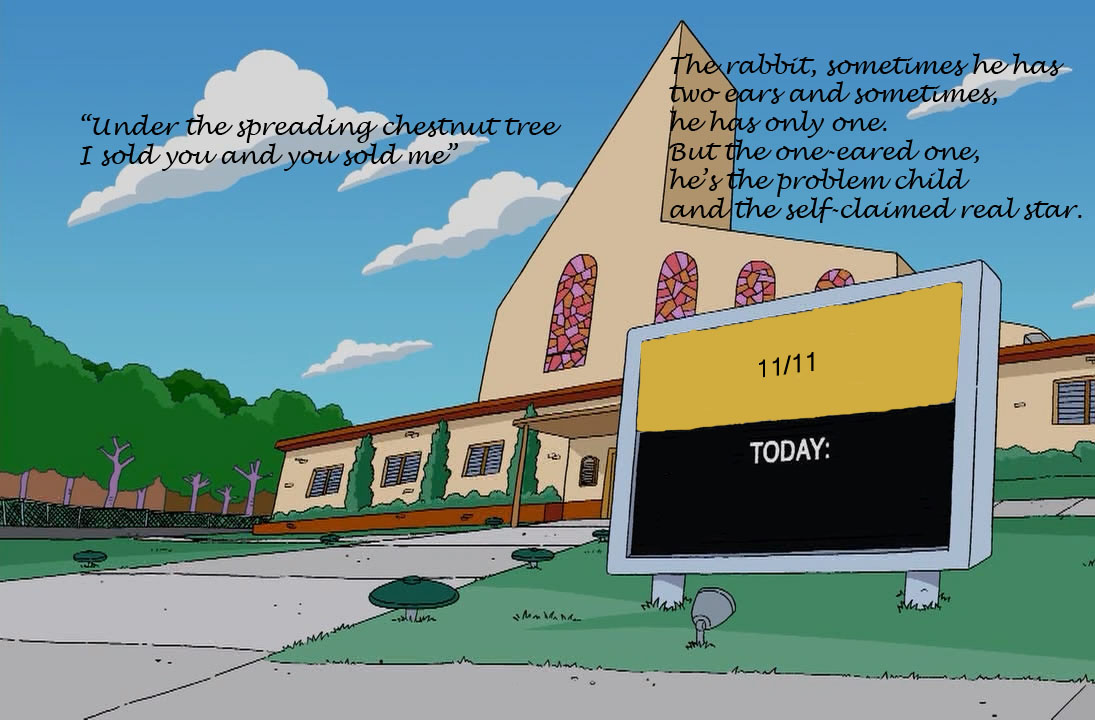 “Under the spreading chestnut tree
I sold you and you sold me”
The rabbit, sometimes he has
two ears and sometimes,
he has only one.
But the one-eared one,
he’s the problem child
and the self-claimed real star.
11/11
TODAY: